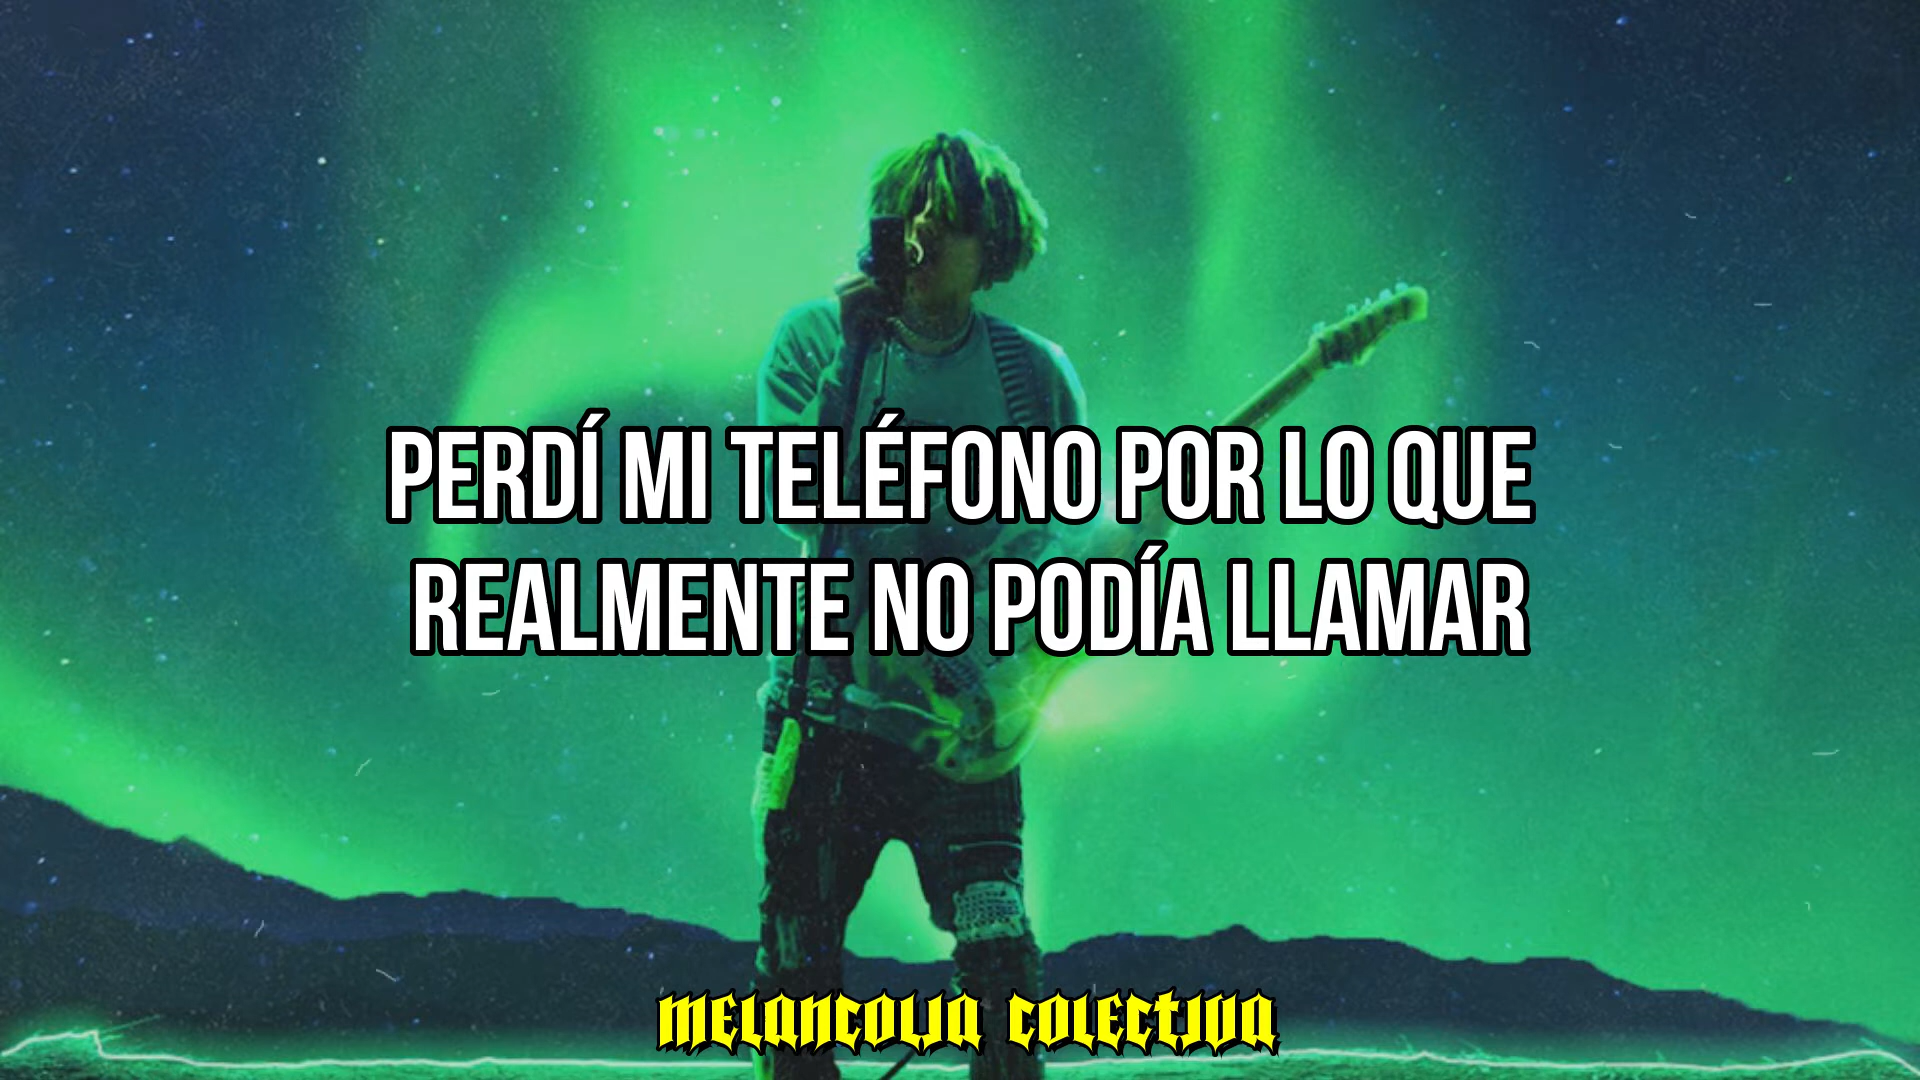 PERDÍ MI TELÉFONO POR LO QUE
REALMENTE NO PODÍA LLAMAR
MELANCOLIA COLECTIVA